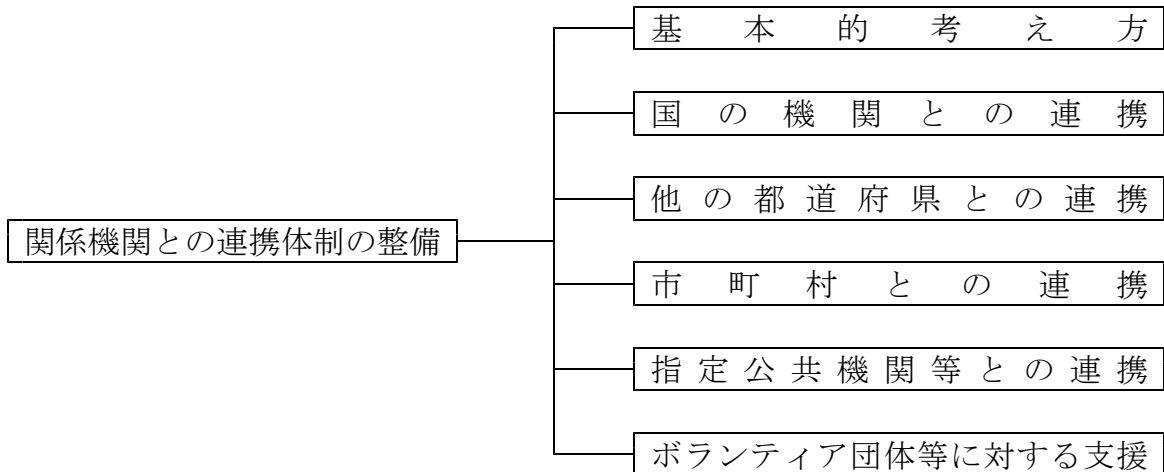 関係機関との連携体制の整備
基本的考え方
国の機関との連携
他の都道府県との連携
市町村との連携
指定公共機関等との連携
ボランティア団体等に対する支援